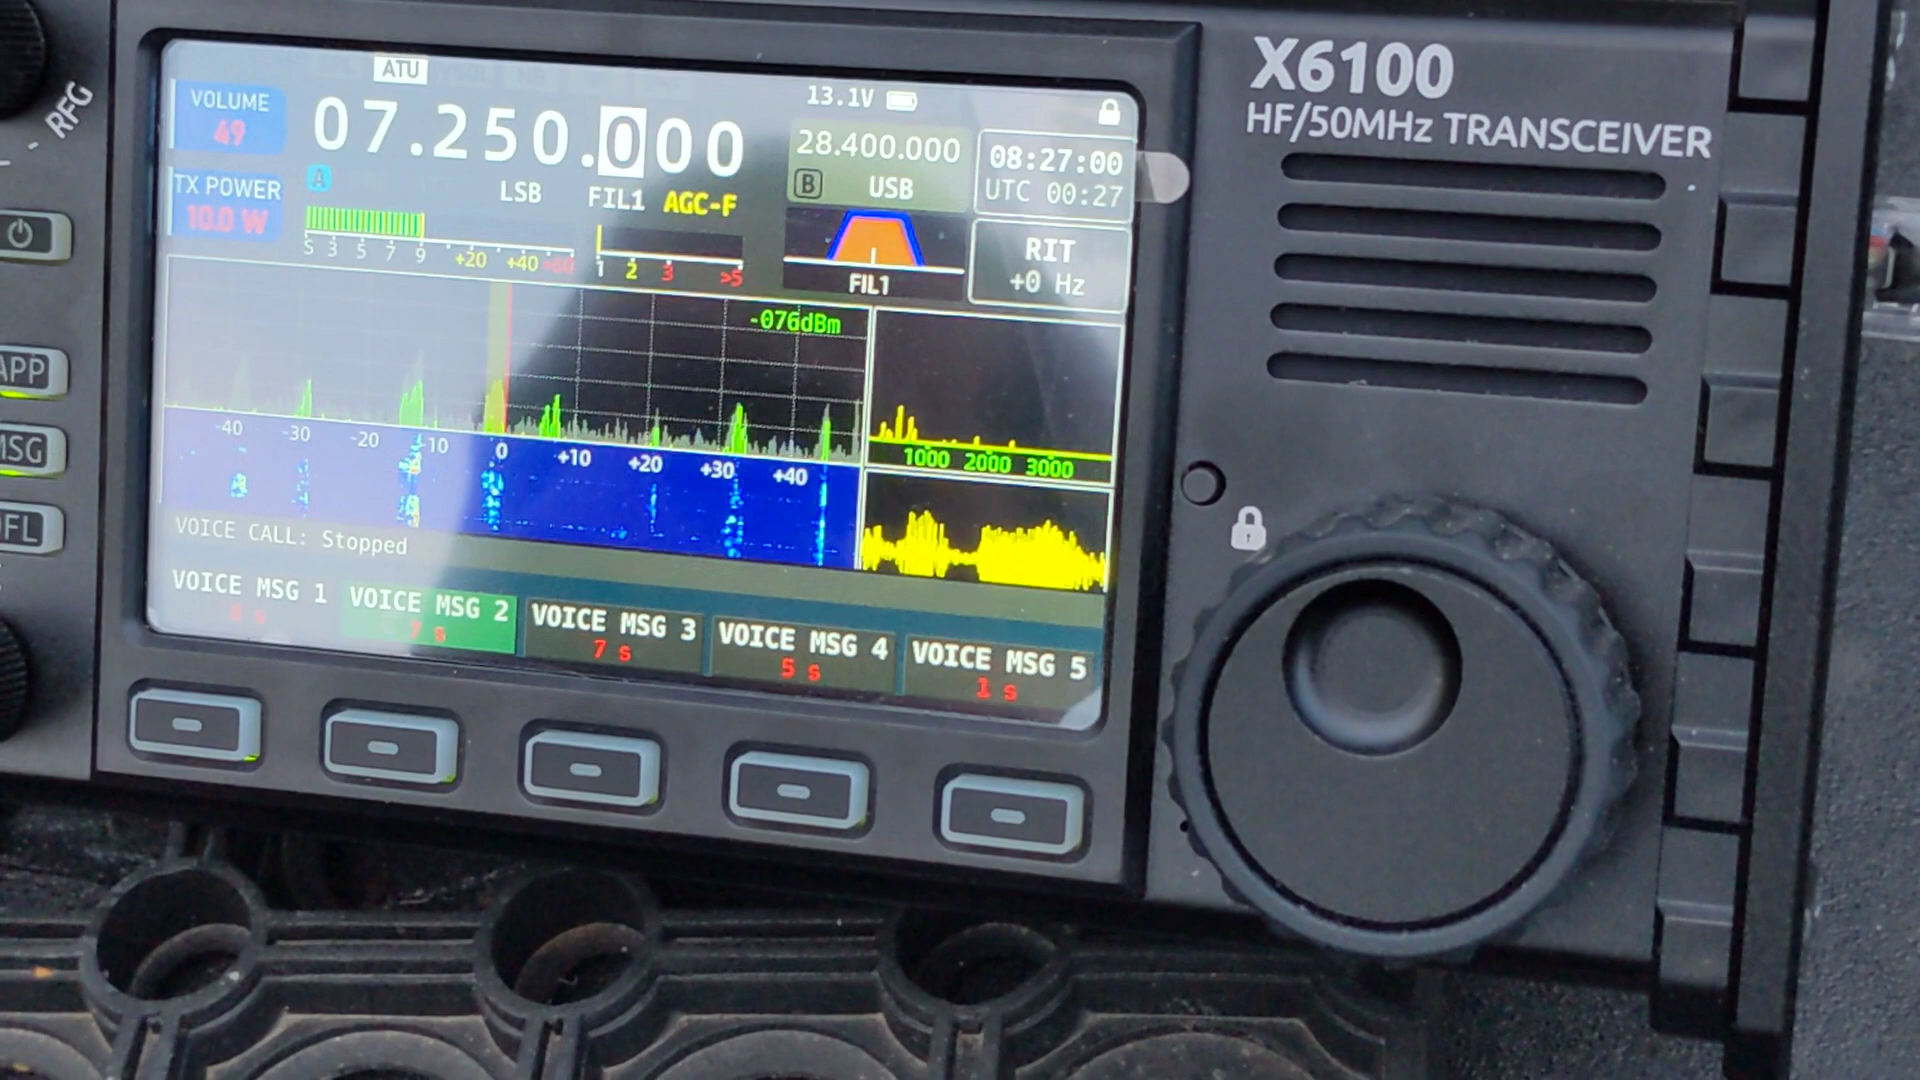 X6100
HF/50MHz TRANSCEIVER
RFG
ATU
13.1V
VOLUME
49
07.250.000
28.400.000
08:27:00
UTC 00:27
TX POWER
10.0 W
A
LSB
FIL1
AGC-F
B
USB
S 3 5 7 9 +20 +40 +60
1 2 3 >5
FIL1
RIT
+0 Hz
-076dBm
-40 -30 -20 -10 0 +10 +20 +30 +40
1000 2000 3000
APP
MSG
DFL
VOICE CALL: Stopped
VOICE MSG 1
VOICE MSG 2
7 s
VOICE MSG 3
7 s
VOICE MSG 4
5 s
VOICE MSG 5
1 s